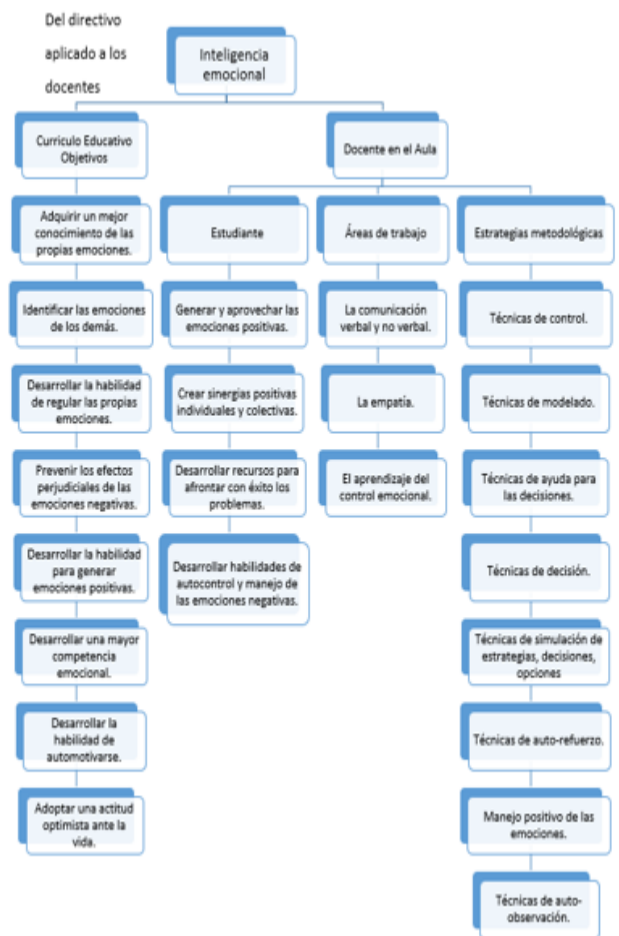 Del directivo
aplicado a los
docentes
Inteligencia
emocional
Curriculo Educativo
Objetivos
Docente en el Aula
Adquirir un mejor
conocimiento de las
propias emociones.
Identificar las emociones
de los demás.
Desarrollar la habilidad
de regular las propias
emociones.
Prevenir los efectos
perjudiciales de las
emociones negativas.
Desarrollar la habilidad
para generar
emociones positivas.
Desarrollar una mayor
competencia
emocional.
Desarrollar la
habilidad de
automotivarse.
Adoptar una actitud
optimista ante la
vida.
Estudiante
Generar y aprovechar las
emociones positivas.
Crear sinergias positivas
individuales y colectivas.
Desarrollar recursos para
afrontar con éxito los
problemas.
Desarrollar habilidades de
autocontrol y manejo de
las emociones negativas.
Áreas de trabajo
La comunicación
verbal y no verbal.
La empatía.
El aprendizaje del
control emocional.
Estrategias metodológicas
Técnicas de control.
Técnicas de modelado.
Técnicas de ayuda para
las decisiones.
Técnicas de decisión.
Técnicas de simulación de
estrategias, decisiones,
opciones
Técnicas de auto-refuerzo.
Manejo positivo de las
emociones.
Técnicas de auto-
observación.